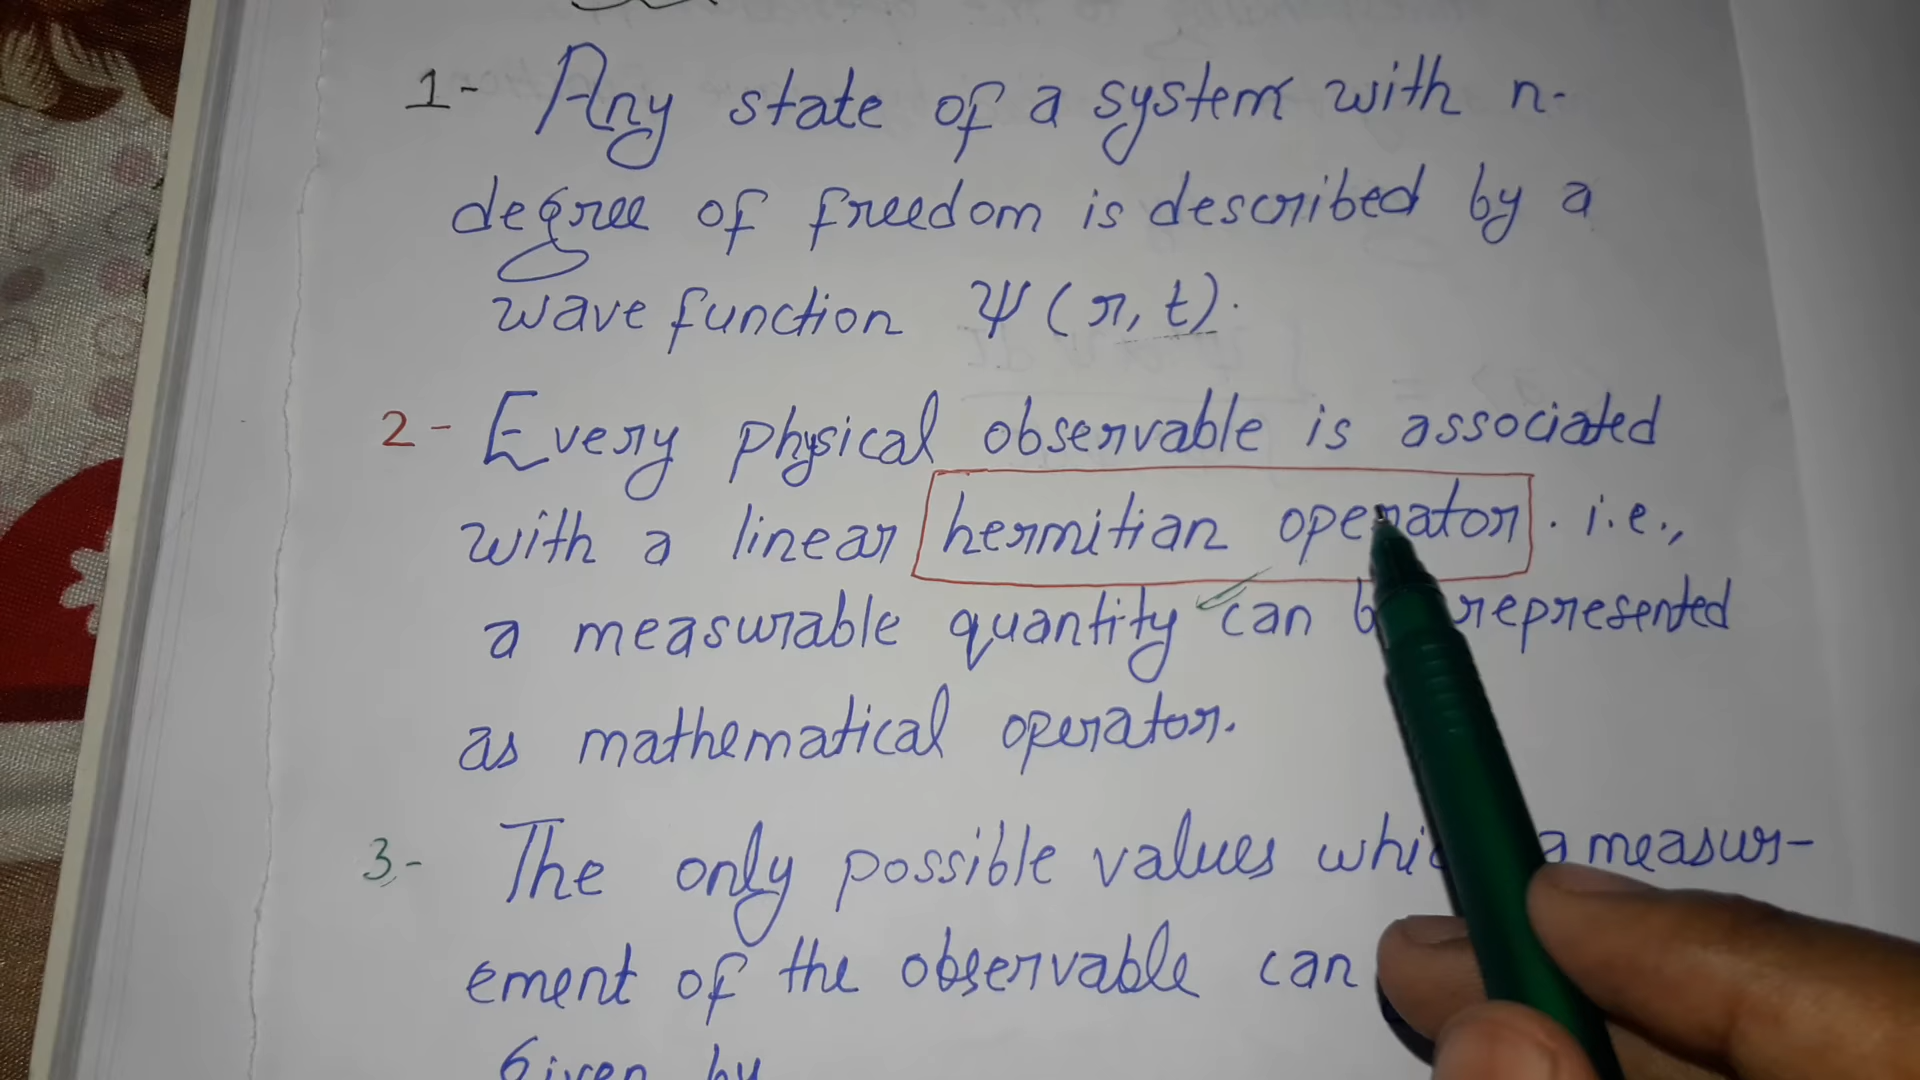 1- Any state of a system with n-
degree of freedom is described by a
wave function Ψ(r, t).
2- Every physical observable is associated
with a linear hermitian operator. i.e.,
a measurable quantity can represented
as mathematical operator.
3- The only possible values a measur-
ement of the observable can
Given by